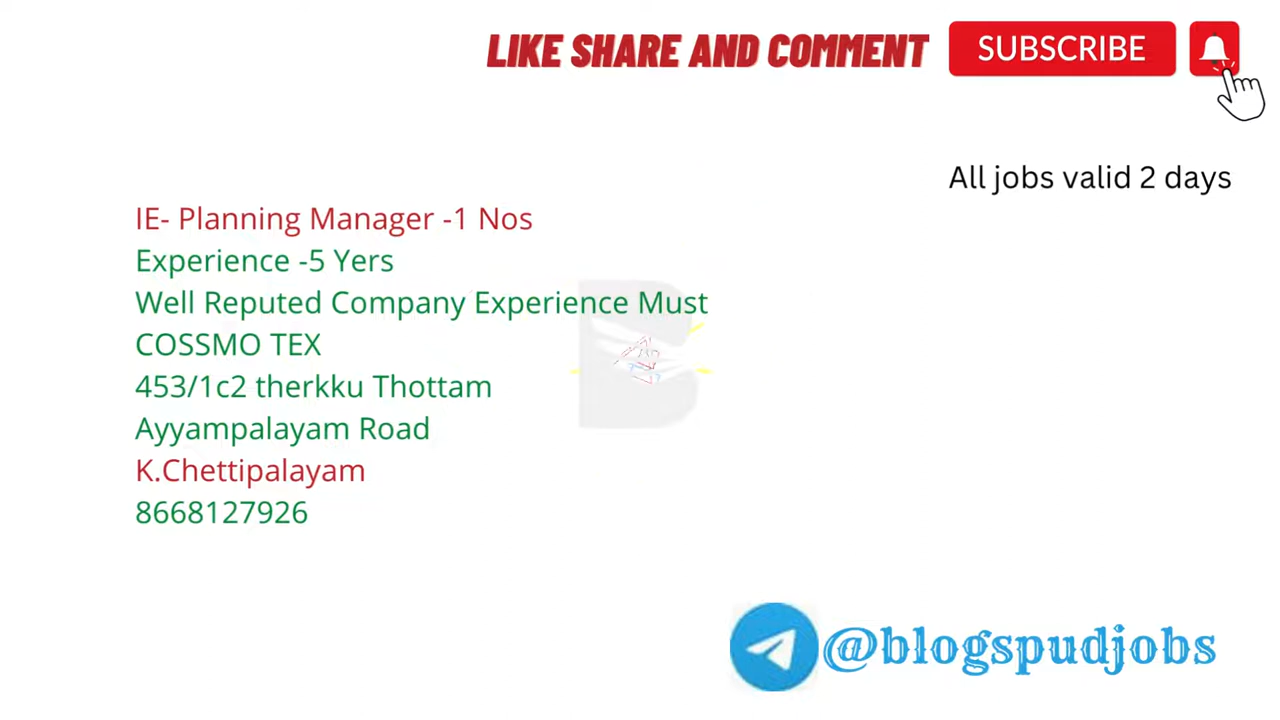 LIKE SHARE AND COMMENT SUBSCRIBE
All jobs valid 2 days
IE- Planning Manager -1 Nos
Experience -5 Yers
Well Reputed Company Experience Must
COSSMO TEX
453/1c2 therkku Thottam
Ayyampalayam Road
K.Chettipalayam
8668127926
@blogspudjobs